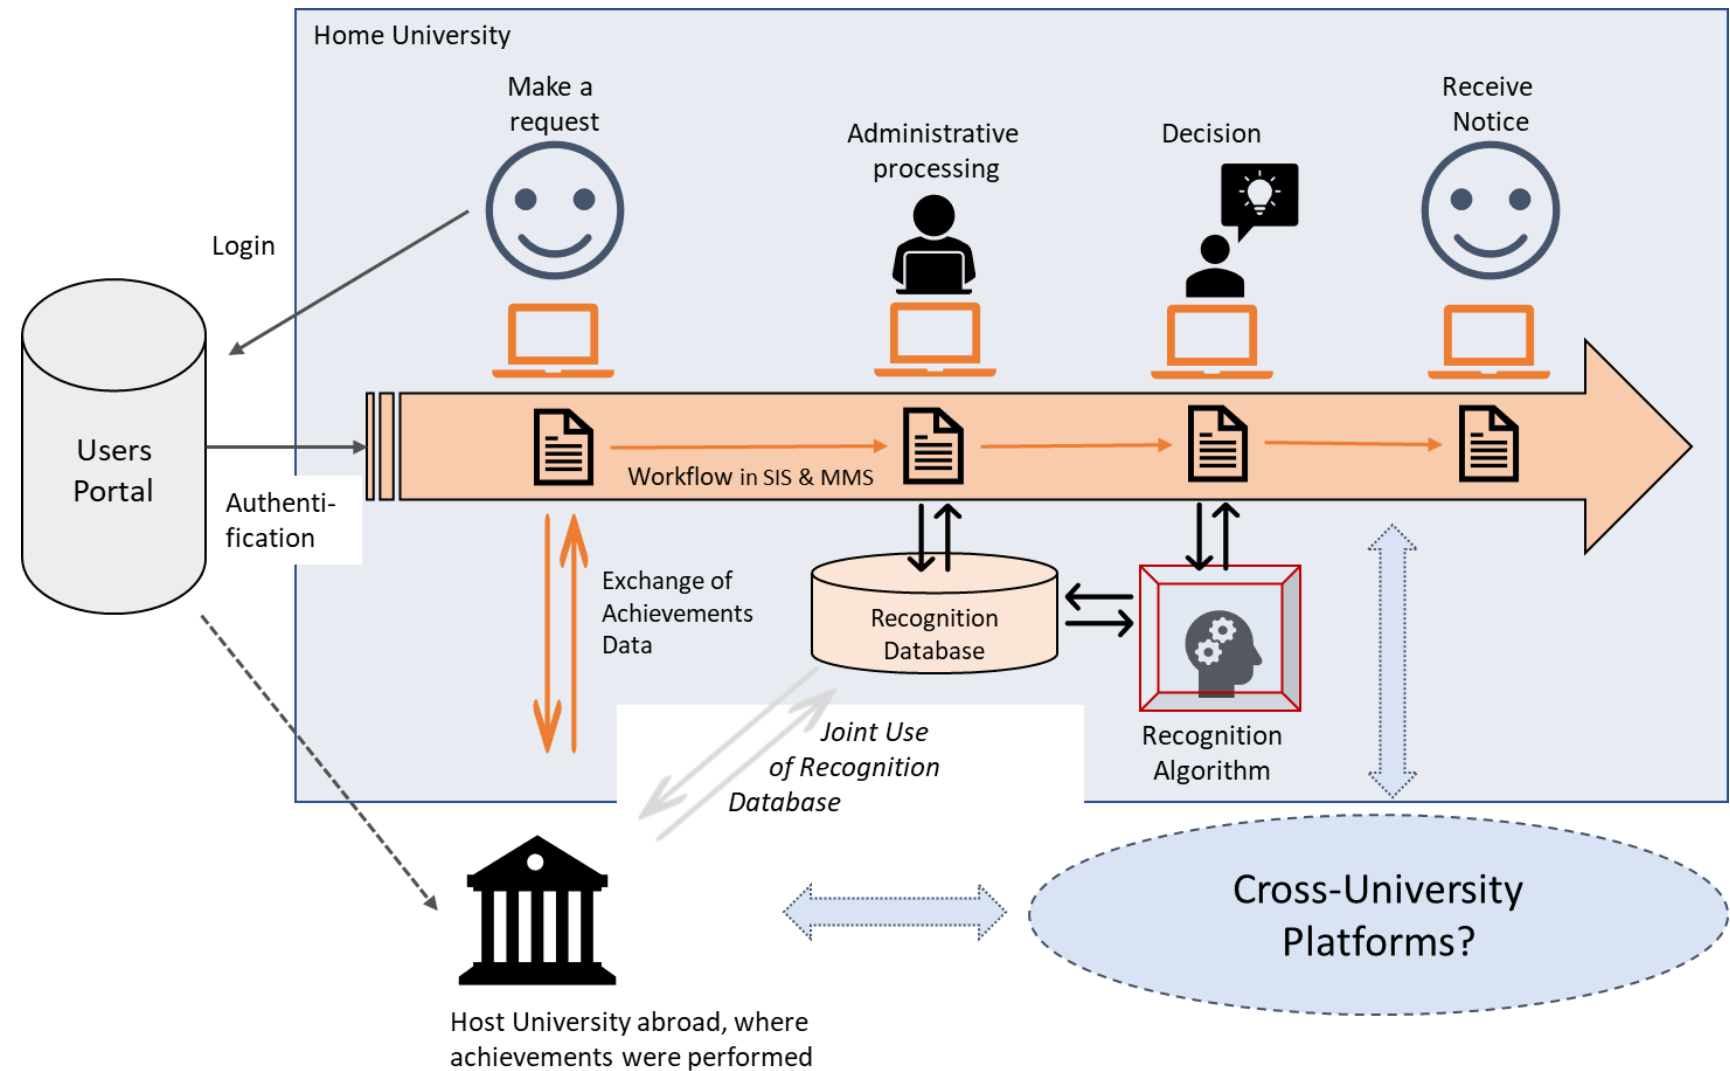 Home University
Make a
request
Administrative
processing
Decision
Receive
Notice
Login
Users
Portal
Authenti-
fication
Workflow in SIS & MMS
Exchange of
Achievements
Data
Recognition
Database
Recognition
Algorithm
Joint Use
of Recognition
Database
Cross-University
Platforms?
Host University abroad, where
achievements were performed